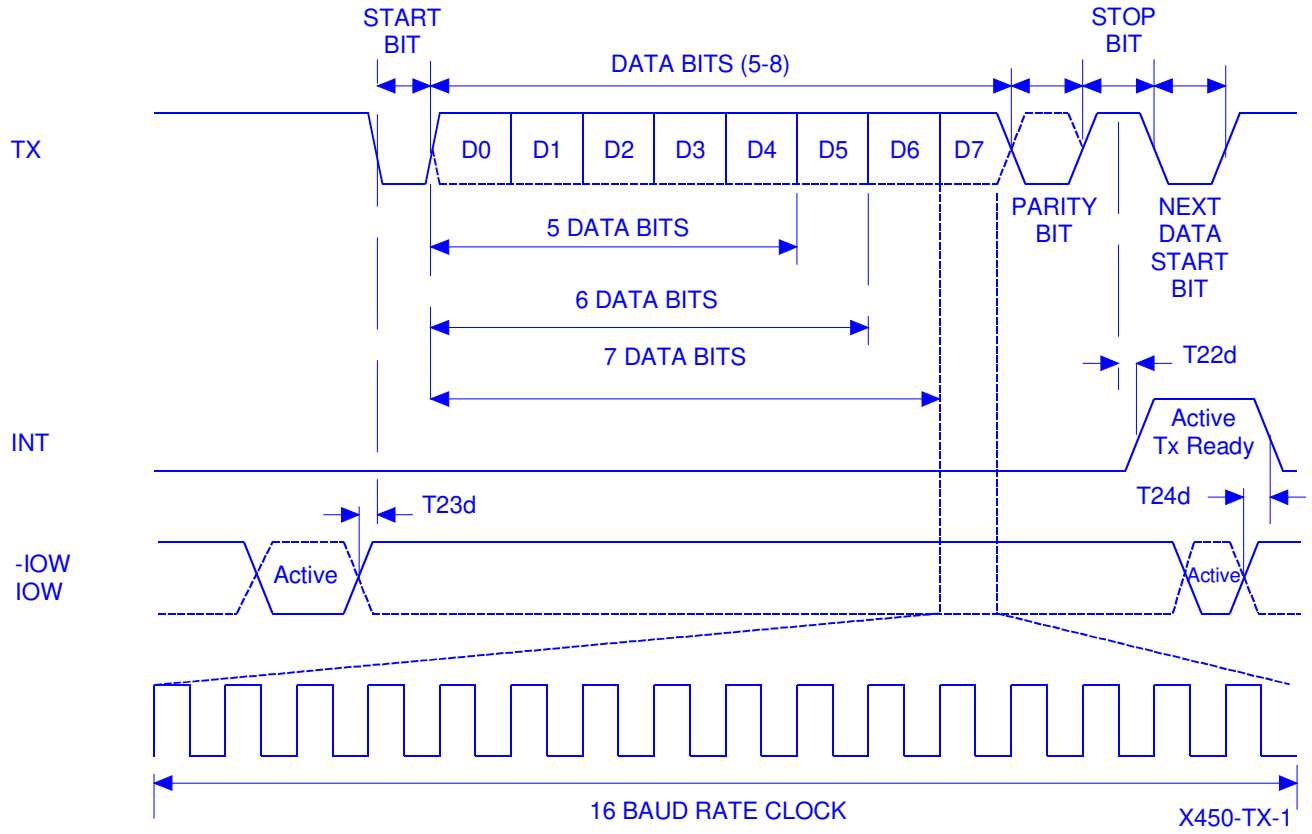 START
BIT
STOP
BIT
DATA BITS (5-8)
TX
D0 D1 D2 D3 D4 D5 D6 D7
PARITY
BIT
NEXT
DATA
START
BIT
5 DATA BITS
6 DATA BITS
7 DATA BITS
T22d
INT
Active
Tx Ready
T23d
T24d
-IOW
IOW
Active
Active
16 BAUD RATE CLOCK
X450-TX-1